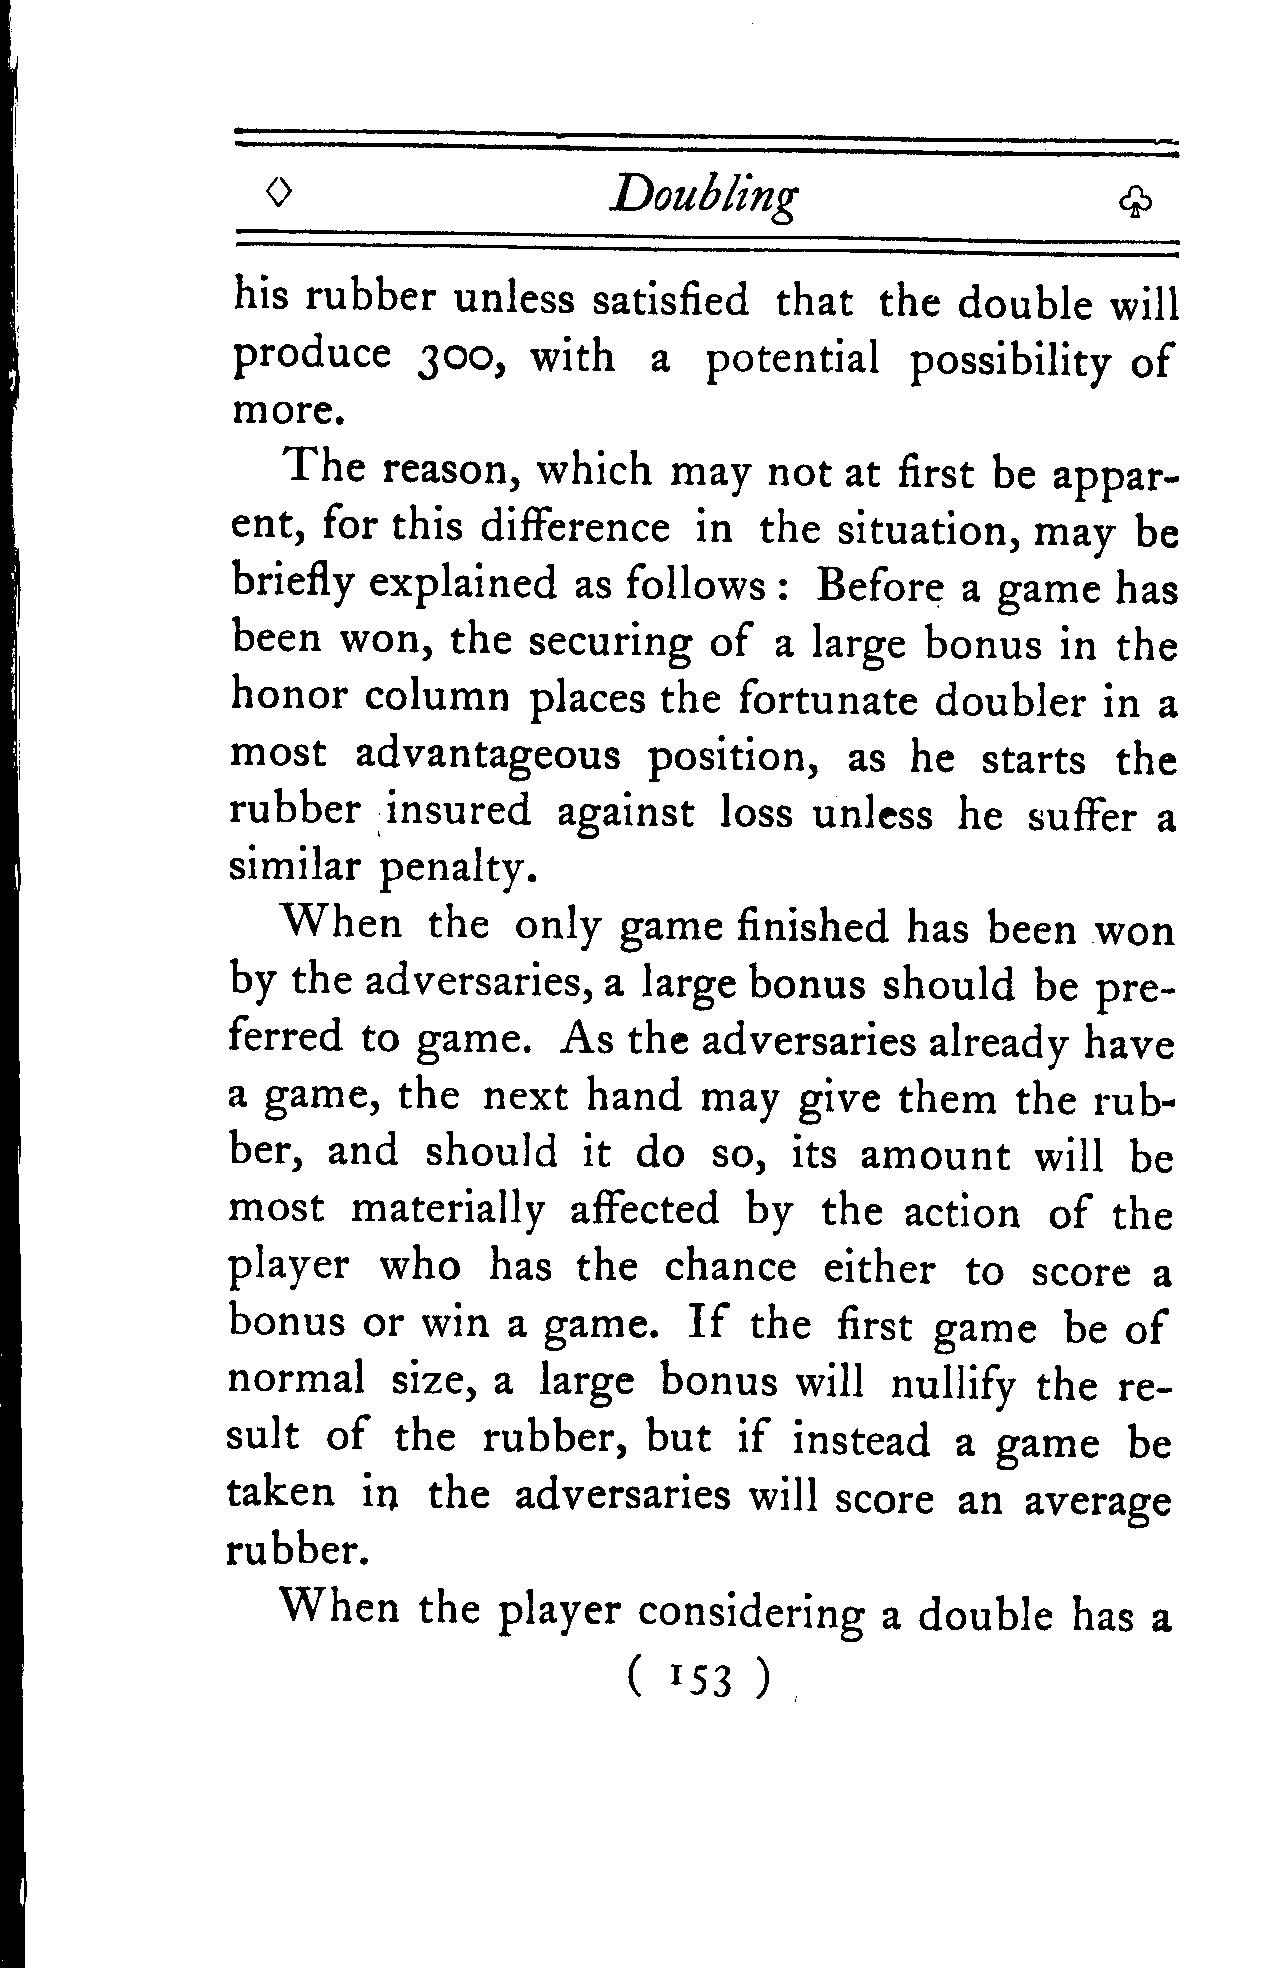 ◇ Doubling ♧
his rubber unless satisfied that the double will
produce 300, with a potential possibility of
more.
The reason, which may not at first be appar-
ent, for this difference in the situation, may be
briefly explained as follows : Before a game has
been won, the securing of a large bonus in the
honor column places the fortunate doubler in a
most advantageous position, as he starts the
rubber insured against loss unless he suffer a
similar penalty.
When the only game finished has been won
by the adversaries, a large bonus should be pre-
ferred to game. As the adversaries already have
a game, the next hand may give them the rub-
ber, and should it do so, its amount will be
most materially affected by the action of the
player who has the chance either to score a
bonus or win a game. If the first game be of
normal size, a large bonus will nullify the re-
sult of the rubber, but if instead a game be
taken in the adversaries will score an average
rubber.
When the player considering a double has a
( 153 )